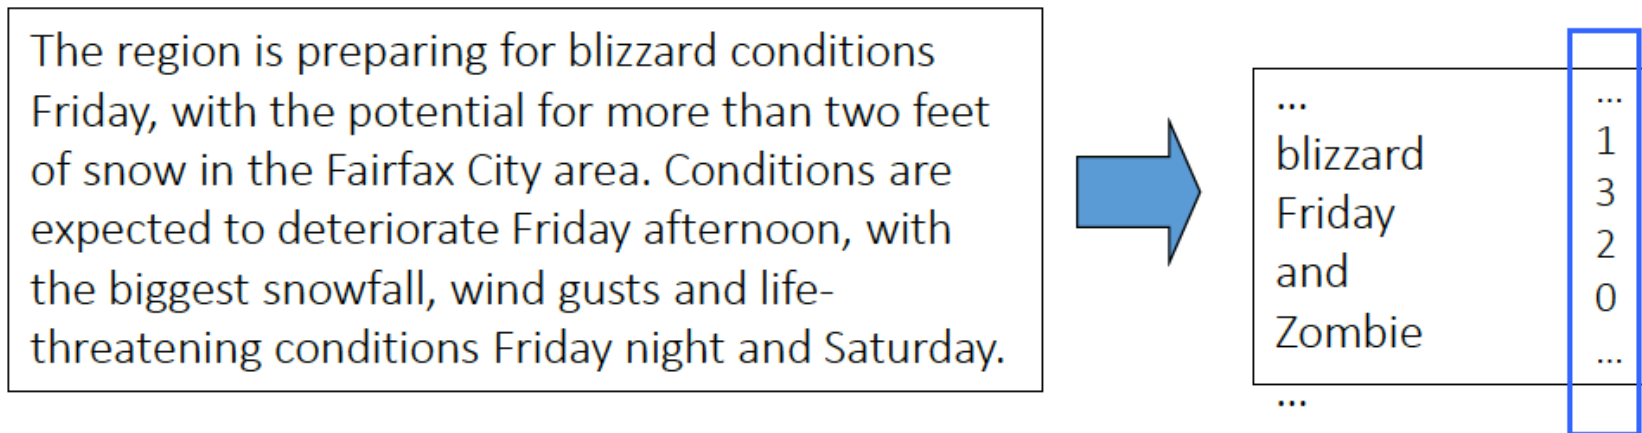 The region is preparing for blizzard conditions
Friday, with the potential for more than two feet
of snow in the Fairfax City area. Conditions are
expected to deteriorate Friday afternoon, with
the biggest snowfall, wind gusts and life-
threatening conditions Friday night and Saturday.
...
blizzard
Friday
and
Zombie
...
...
1
3
2
0
...